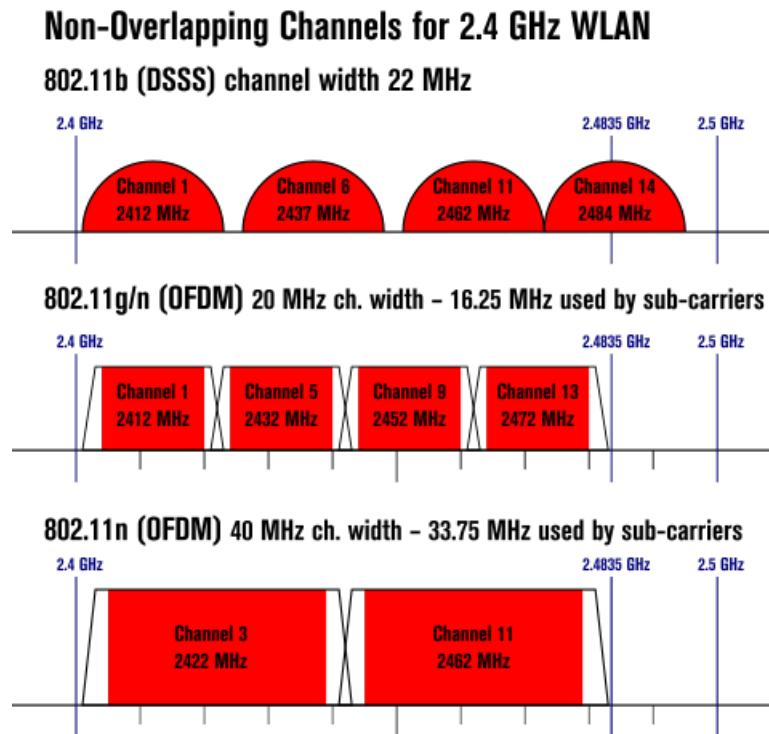 Non-Overlapping Channels for 2.4 GHz WLAN
802.11b (DSSS) channel width 22 MHz
2.4 GHz
2.4835 GHz
2.5 GHz
Channel 1
2412 MHz
Channel 6
2437 MHz
Channel 11
2462 MHz
Channel 14
2484 MHz
802.11g/n (OFDM) 20 MHz ch. width – 16.25 MHz used by sub-carriers
2.4 GHz
2.4835 GHz
2.5 GHz
Channel 1
2412 MHz
Channel 5
2432 MHz
Channel 9
2452 MHz
Channel 13
2472 MHz
802.11n (OFDM) 40 MHz ch. width – 33.75 MHz used by sub-carriers
2.4 GHz
2.4835 GHz
2.5 GHz
Channel 3
2422 MHz
Channel 11
2462 MHz